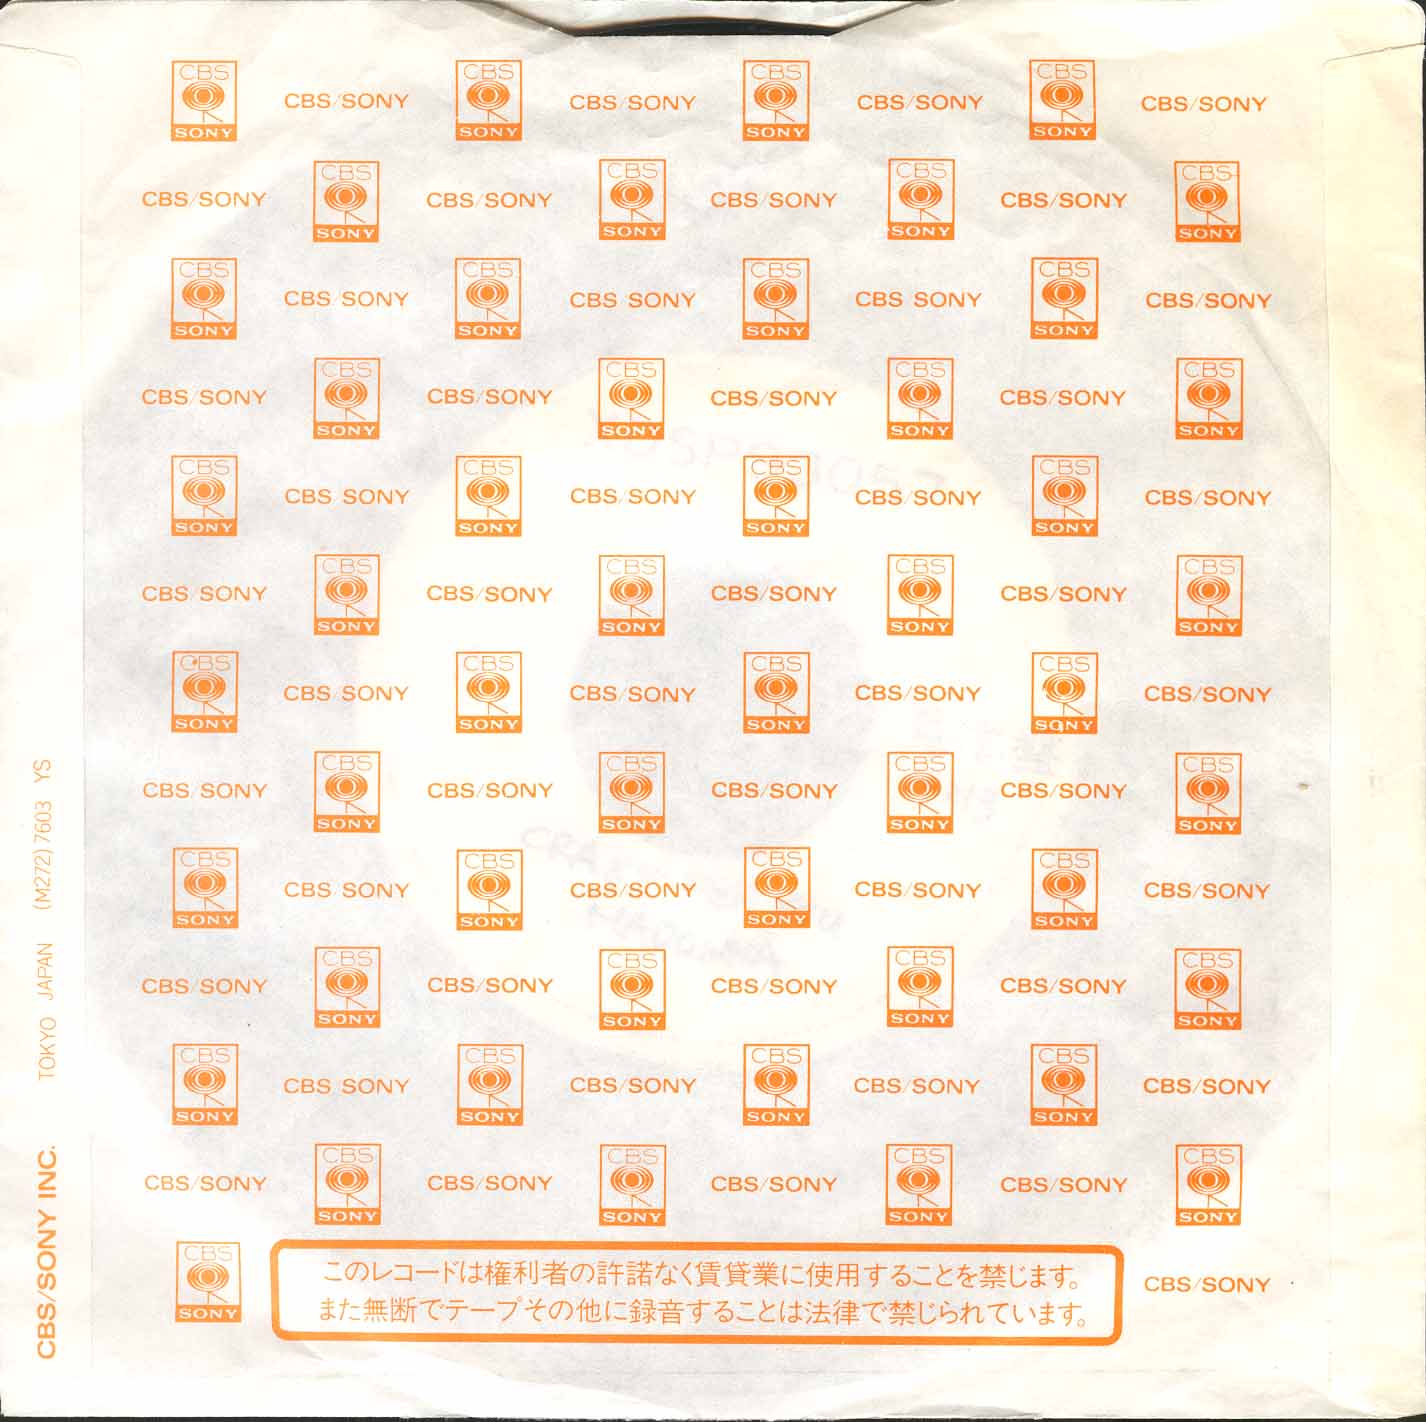 CBS SONY CBS/SONY CBS SONY CBS/SONY CBS SONY CBS/SONY CBS SONY CBS/SONY
CBS/SONY CBS SONY CBS/SONY CBS SONY CBS/SONY CBS SONY CBS/SONY CBS SONY
CBS SONY CBS/SONY CBS SONY CBS/SONY CBS SONY CBS/SONY CBS SONY CBS/SONY
CBS/SONY CBS SONY CBS/SONY CBS SONY CBS/SONY CBS SONY CBS/SONY CBS SONY
CBS SONY CBS/SONY CBS SONY CBS/SONY CBS SONY CBS/SONY CBS SONY CBS/SONY
CBS/SONY CBS SONY CBS/SONY CBS SONY CBS/SONY CBS SONY CBS/SONY CBS SONY
CBS SONY CBS/SONY CBS SONY CBS/SONY CBS SONY CBS/SONY CBS SONY CBS/SONY
CBS/SONY CBS SONY CBS/SONY CBS SONY CBS/SONY CBS SONY CBS/SONY CBS SONY
CBS SONY CBS/SONY CBS SONY CBS/SONY CBS SONY CBS/SONY CBS SONY CBS/SONY
CBS/SONY CBS SONY CBS/SONY CBS SONY CBS/SONY CBS SONY CBS/SONY CBS SONY
CBS SONY CBS/SONY CBS SONY CBS/SONY CBS SONY CBS/SONY CBS SONY CBS/SONY
CBS/SONY CBS SONY CBS/SONY CBS SONY CBS/SONY CBS SONY CBS/SONY CBS SONY
CBS SONY
このレコードは権利者の許諾なく賃貸業に使用することを禁じます。
また無断でテープその他に録音することは法律で禁じられています。
CBS/SONY
CBS/SONY INC. TOKYO JAPAN (M272) 7603 YS